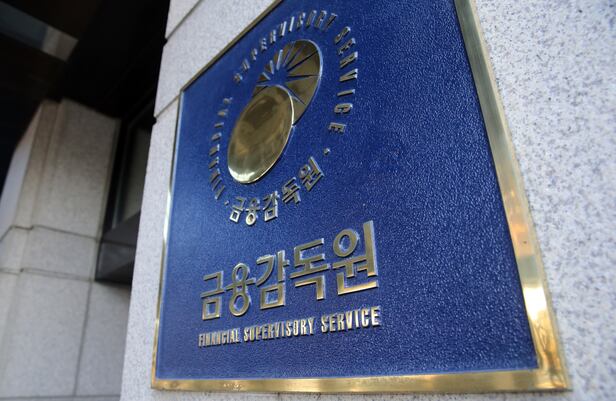 FINANCIAL SUPERVISORY SERVICE
· 금융감독원 ·
금융감독원
FINANCIAL SUPERVISORY SERVICE